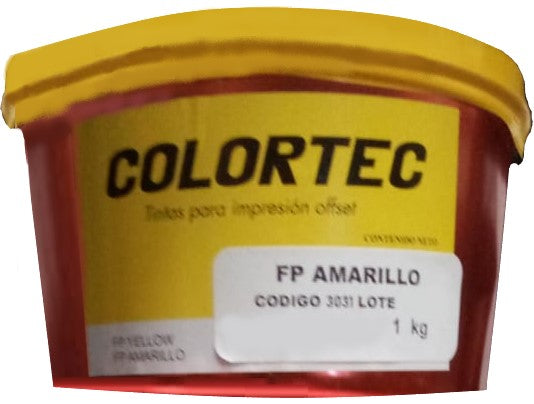 COLORTEC
Tintas para impresión offset
CONTENIDO NETO
FP AMARILLO
CODIGO 3031 LOTE
1 kg
FP YELLOW
FP AMARILLO